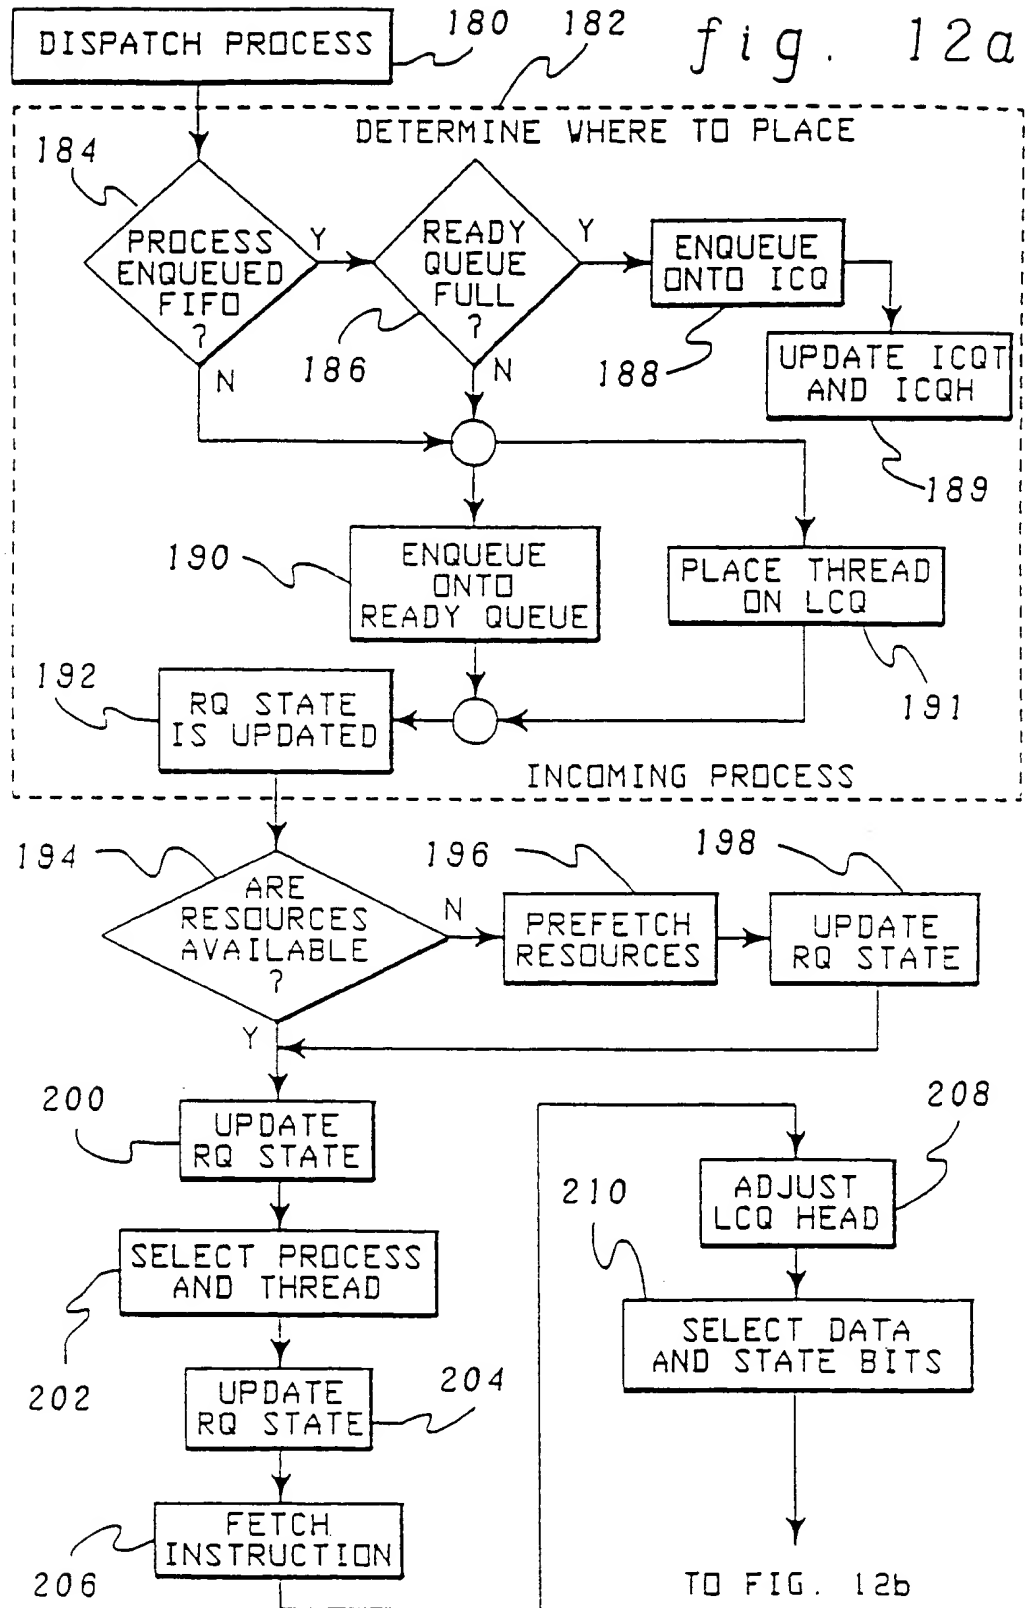 fig. 12a
DISPATCH PROCESS
180
182
DETERMINE WHERE TO PLACE
184
PROCESS
ENQUEUED
FIFO
?
Y
N
READY
QUEUE
FULL
?
Y
N
186
ENQUEUE
ONTO ICQ
188
UPDATE ICQT
AND ICQH
189
190
ENQUEUE
ONTO
READY QUEUE
PLACE THREAD
ON LCQ
191
192
RQ STATE
IS UPDATED
INCOMING PROCESS
194
ARE
RESOURCES
AVAILABLE
?
N
Y
196
PREFETCH
RESOURCES
198
UPDATE
RQ STATE
200
UPDATE
RQ STATE
SELECT PROCESS
AND THREAD
202
UPDATE
RQ STATE
204
FETCH
INSTRUCTION
206
208
ADJUST
LCQ HEAD
210
SELECT DATA
AND STATE BITS
TO FIG. 12b